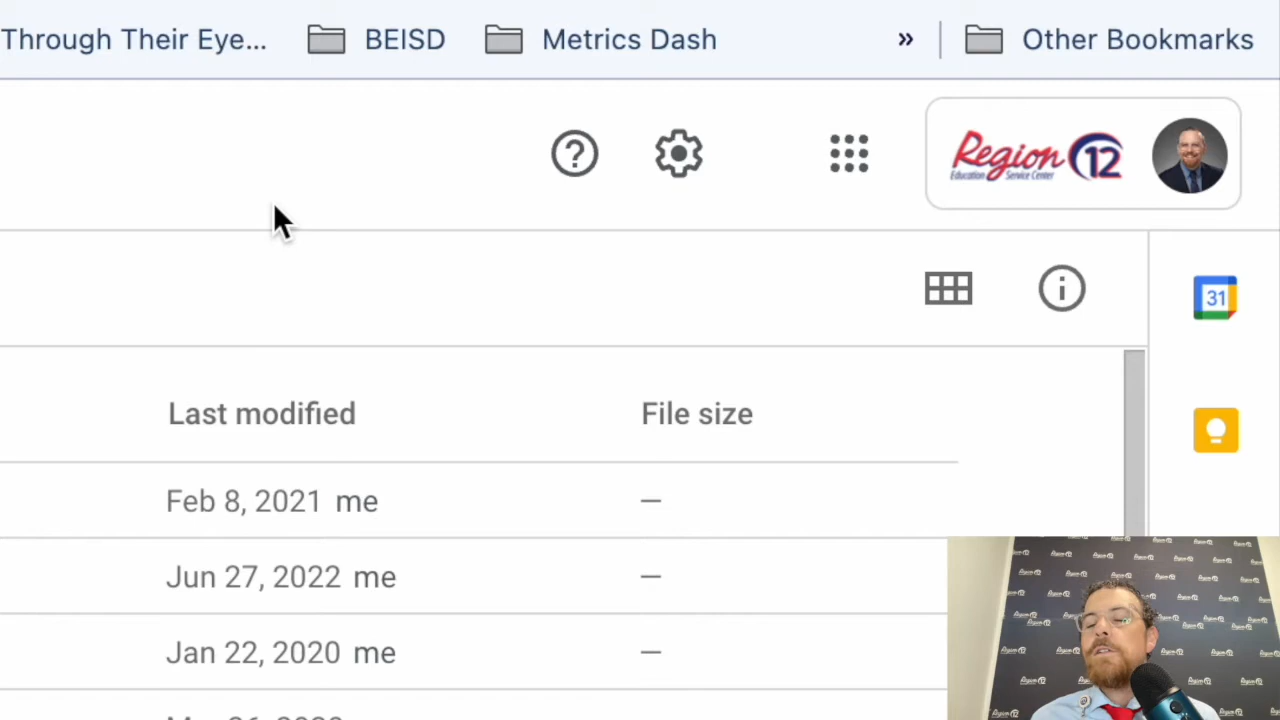 Through Their Eye...
BEISD
Metrics Dash
»
Other Bookmarks
Region 12
Education Service Center
31
Last modified
File size
Feb 8, 2021 me
—
Jun 27, 2022 me
—
Jan 22, 2020 me
—